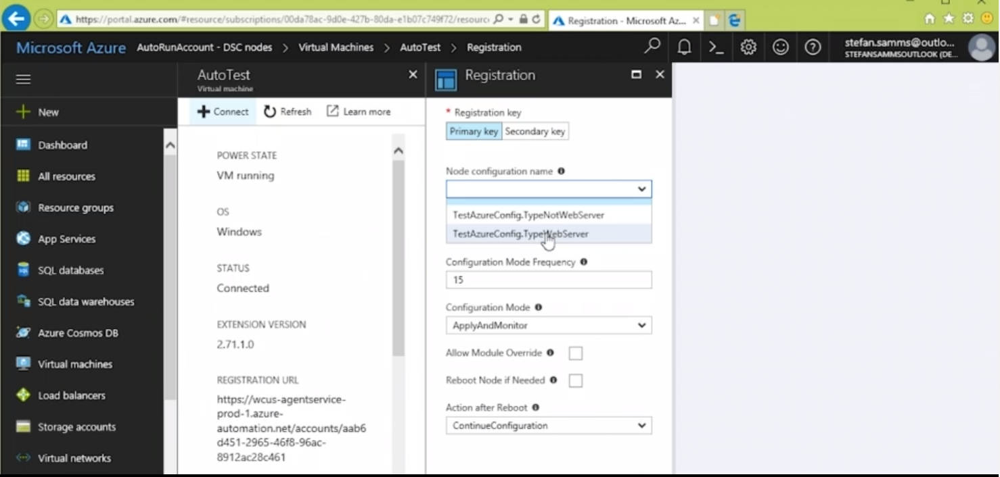 https://portal.azure.com/#resource/subscriptions/00da78ac-9d0e-427b-80da-e1b07c749f72/resourc
Registration - Microsoft Az...
Microsoft Azure
AutoRunAccount - DSC nodes > Virtual Machines > AutoTest > Registration
stefan.samms@outlo...
STEFANSAMMSOUTLOOK (DE...
New
Dashboard
All resources
Resource groups
App Services
SQL databases
SQL data warehouses
Azure Cosmos DB
Virtual machines
Load balancers
Storage accounts
Virtual networks
AutoTest
Virtual machine
Connect Refresh Learn more
POWER STATE
VM running
OS
Windows
STATUS
Connected
EXTENSION VERSION
2.71.1.0
REGISTRATION URL
https://wcus-agentservice-
prod-1.azure-
automation.net/accounts/aab6
d451-2965-46f8-96ac-
8912ac28c461
Registration
* Registration key
Primary key Secondary key
Node configuration name
TestAzureConfig.TypeNotWebServer
TestAzureConfig.TypeWebServer
Configuration Mode Frequency
15
Configuration Mode
ApplyAndMonitor
Allow Module Override
Reboot Node if Needed
Action after Reboot
ContinueConfiguration